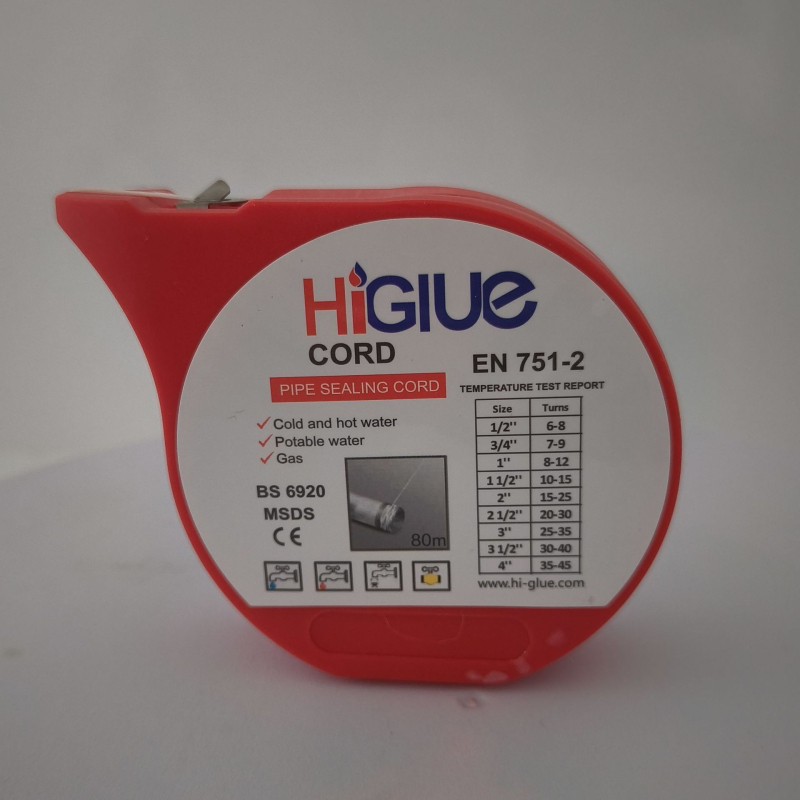 HiGlue
CORD
PIPE SEALING CORD
Cold and hot water
Potable water
Gas
BS 6920
MSDS
CE
80m
EN 751-2
TEMPERATURE TEST REPORT
Size Turns
1/2'' 6-8
3/4'' 7-9
1'' 8-12
1 1/2'' 10-15
2'' 15-25
2 1/2'' 20-30
3'' 25-35
3 1/2'' 30-40
4'' 35-45
www.hi-glue.com